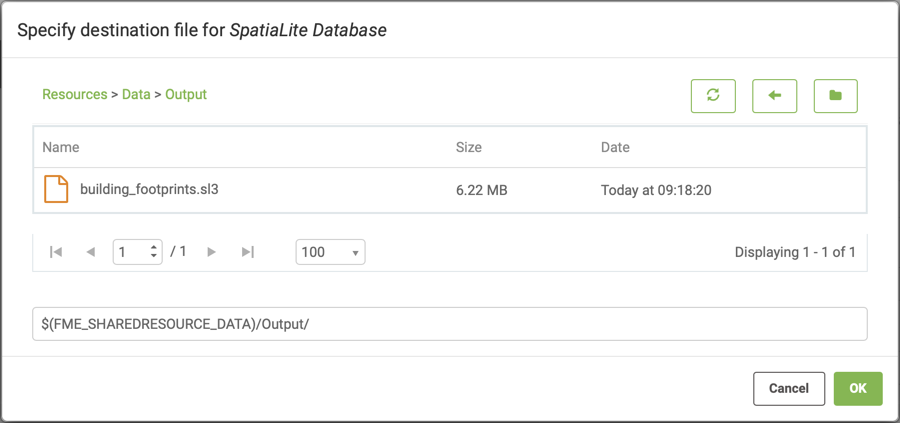 Specify destination file for SpatiaLite Database
Resources > Data > Output
Name Size Date
building_footprints.sl3 6.22 MB Today at 09:18:20
1 / 1 100 Displaying 1 - 1 of 1
$(FME_SHAREDRESOURCE_DATA)/Output/
Cancel OK